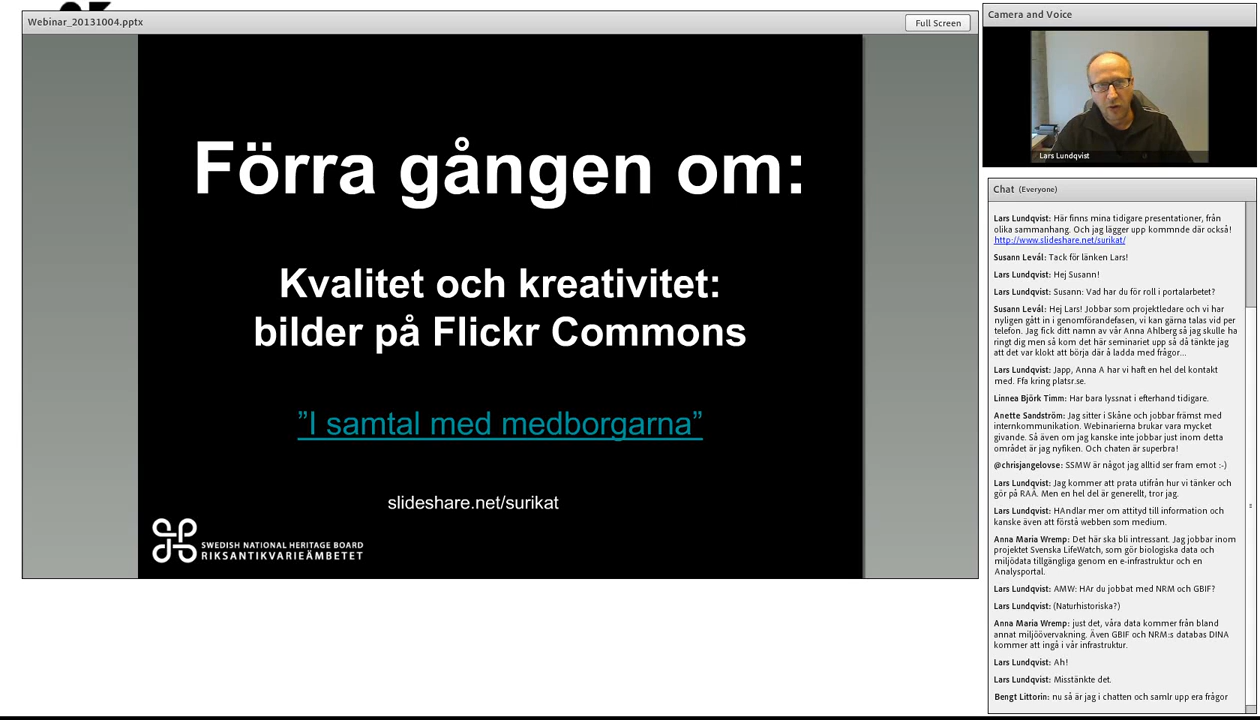 Webinar_20131004.pptx
Full Screen
Förra gången om:
Kvalitet och kreativitet:
bilder på Flickr Commons
”I samtal med medborgarna”
slideshare.net/surikat
SWEDISH NATIONAL HERITAGE BOARD
RIKSANTIKVARIEÄMBETET
Camera and Voice
Lars Lundqvist
Chat (Everyone)
Lars Lundqvist: Här finns mina tidigare presentationer, från
olika sammanhang. Och jag lägger upp kommnde där också!
http://www.slideshare.net/surikat/
Susann Levál: Tack för länken Lars!
Lars Lundqvist: Hej Susann!
Lars Lundqvist: Susann: Vad har du för roll i portalarbetet?
Susann Levál: Hej Lars! Jobbar som projektledare och vi har
nyligen gått in i genomförandefasen, vi kan gärna talas vid per
telefon. Jag fick ditt namn av vår Anna Ahlberg så jag skulle ha
ringt dig men så kom det här seminariet upp så då tänkte jag
att det var klokt att börja där å ladda med frågor...
Lars Lundqvist: Japp, Anna A har vi haft en hel del kontakt
med. Ffa kring platsr.se.
Linnea Björk Timm: Har bara lyssnat i efterhand tidigare.
Anette Sandström: Jag sitter i Skåne och jobbar främst med
internkommunikation. Webinarierna brukar vara mycket
givande. Så även om jag kanske inte jobbar just inom detta
området är jag nyfiken. Och chaten är superbra!
@chrisjangelovse: SSMW är något jag alltid ser fram emot :-)
Lars Lundqvist: Jag kommer att prata utifrån hur vi tänker och
gör på RAÄ. Men en hel del är generellt, tror jag.
Lars Lundqvist: HAndlar mer om attityd till information och
kanske även att förstå webben som medium.
Anna Maria Wremp: Det här ska bli intressant. Jag jobbar inom
projektet Svenska LifeWatch, som gör biologiska data och
miljödata tillgängliga genom en e-infrastruktur och en
Analysportal.
Lars Lundqvist: AMW: HAr du jobbat med NRM och GBIF?
Lars Lundqvist: (Naturhistoriska?)
Anna Maria Wremp: just det, våra data kommer från bland
annat miljöövervakning. Även GBIF och NRM:s databas DINA
kommer att ingå i vår infrastruktur.
Lars Lundqvist: Ah!
Lars Lundqvist: Misstänkte det.
Bengt Littorin: nu så är jag i chatten och samlr upp era frågor